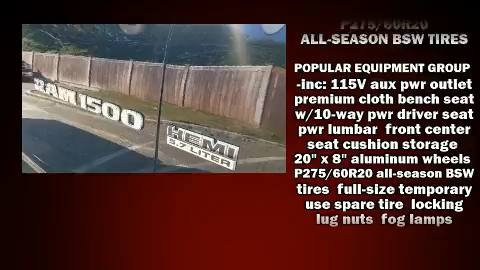 RAM 1500
HEMI
5.7 LITER
P275/60R20
ALL-SEASON BSW TIRES
POPULAR EQUIPMENT GROUP
-inc: 115V aux pwr outlet
premium cloth bench seat
w/10-way pwr driver seat
pwr lumbar front center
seat cushion storage
20" x 8" aluminum wheels
P275/60R20 all-season BSW
tires full-size temporary
use spare tire locking
lug nuts fog lamps